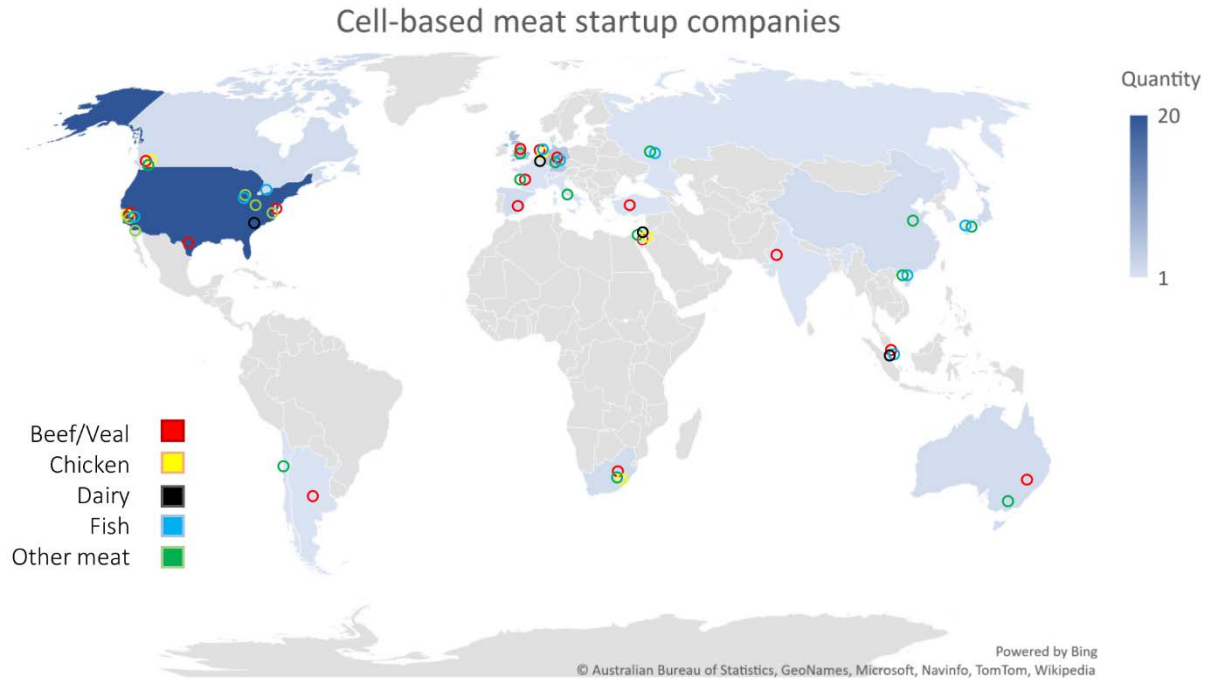 Cell-based meat startup companies
Quantity
20
1
Beef/Veal
Chicken
Dairy
Fish
Other meat
Powered by Bing
© Australian Bureau of Statistics, GeoNames, Microsoft, Navinfo, TomTom, Wikipedia